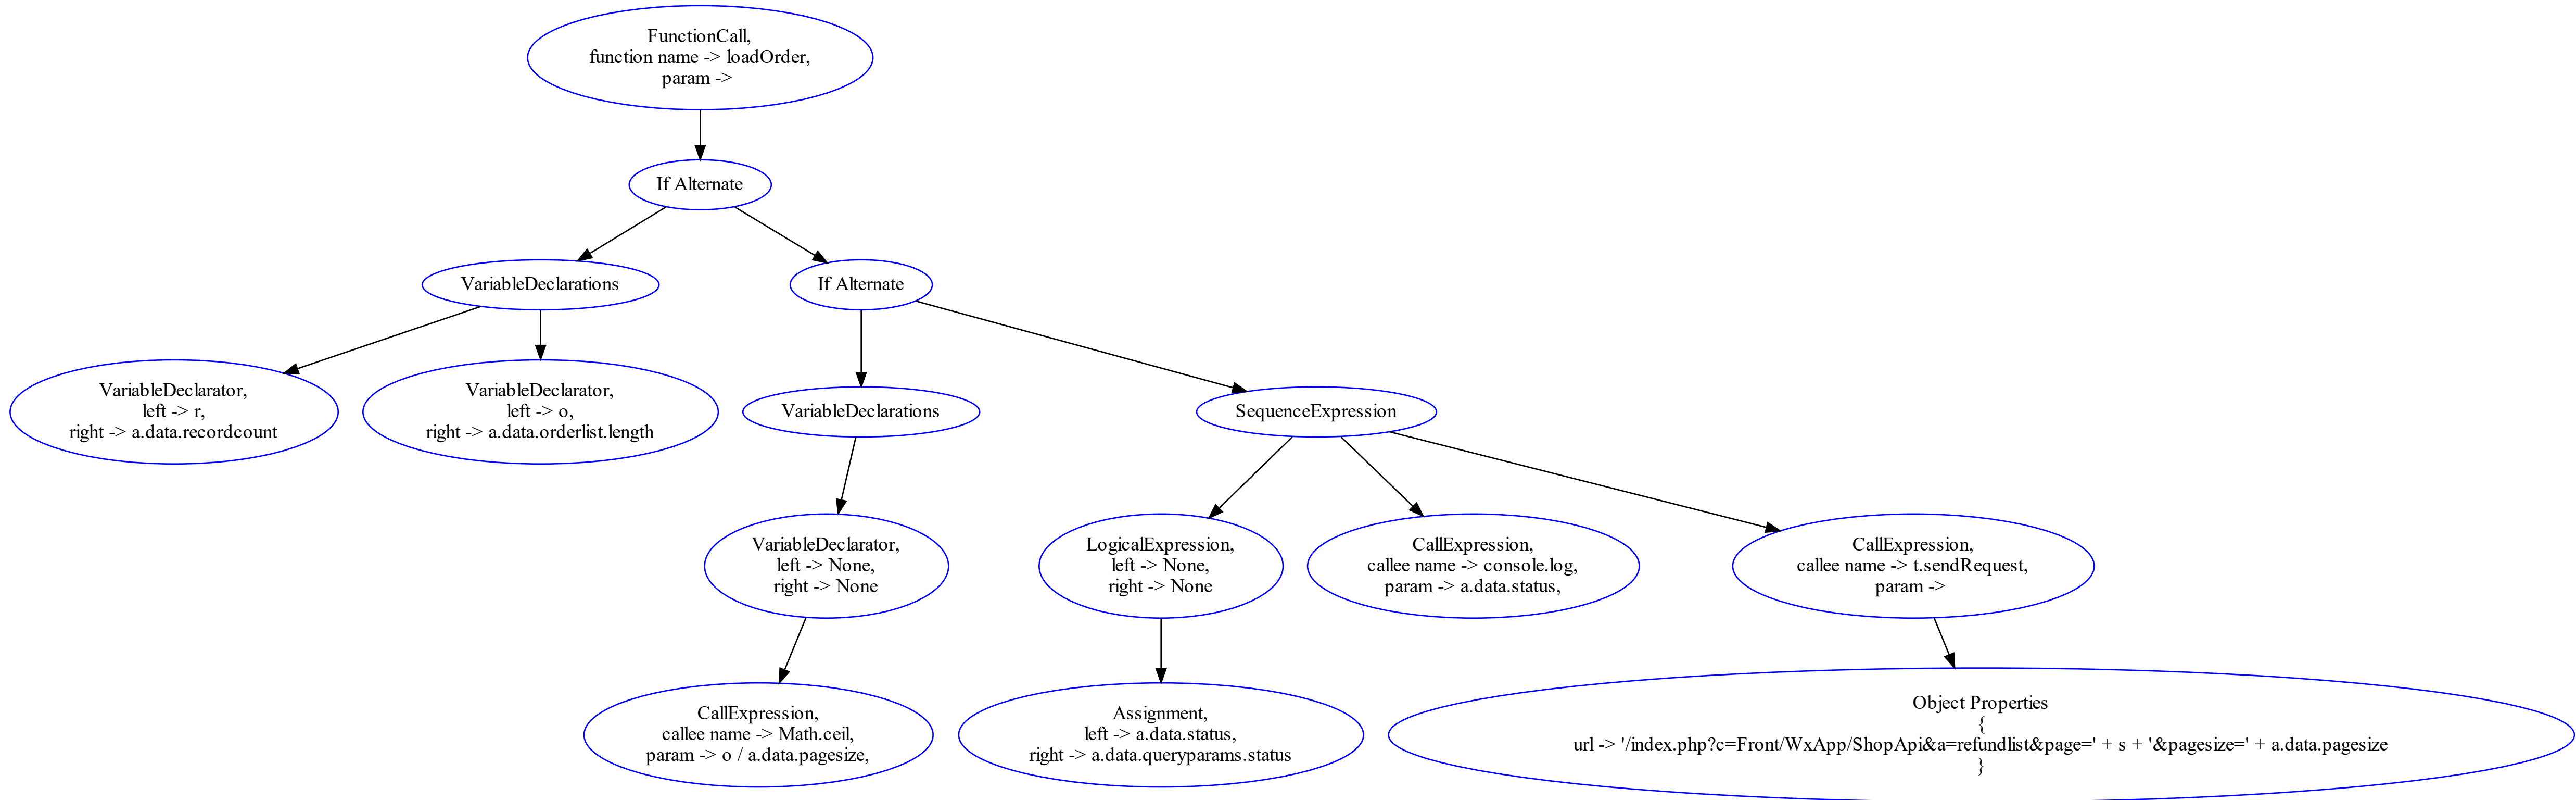 FunctionCall,
function name -> loadOrder,
param ->
If Alternate
VariableDeclarations
If Alternate
VariableDeclarator,
left -> r,
right -> a.data.recordcount
VariableDeclarator,
left -> o,
right -> a.data.orderlist.length
VariableDeclarations
SequenceExpression
VariableDeclarator,
left -> None,
right -> None
LogicalExpression,
left -> None,
right -> None
CallExpression,
callee name -> console.log,
param -> a.data.status,
CallExpression,
callee name -> t.sendRequest,
param ->
CallExpression,
callee name -> Math.ceil,
param -> o / a.data.pagesize,
Assignment,
left -> a.data.status,
right -> a.data.queryparams.status
Object Properties
{
url -> '/index.php?c=Front/WxApp/ShopApi&a=refundlist&page=' + s + '&pagesize=' + a.data.pagesize
}